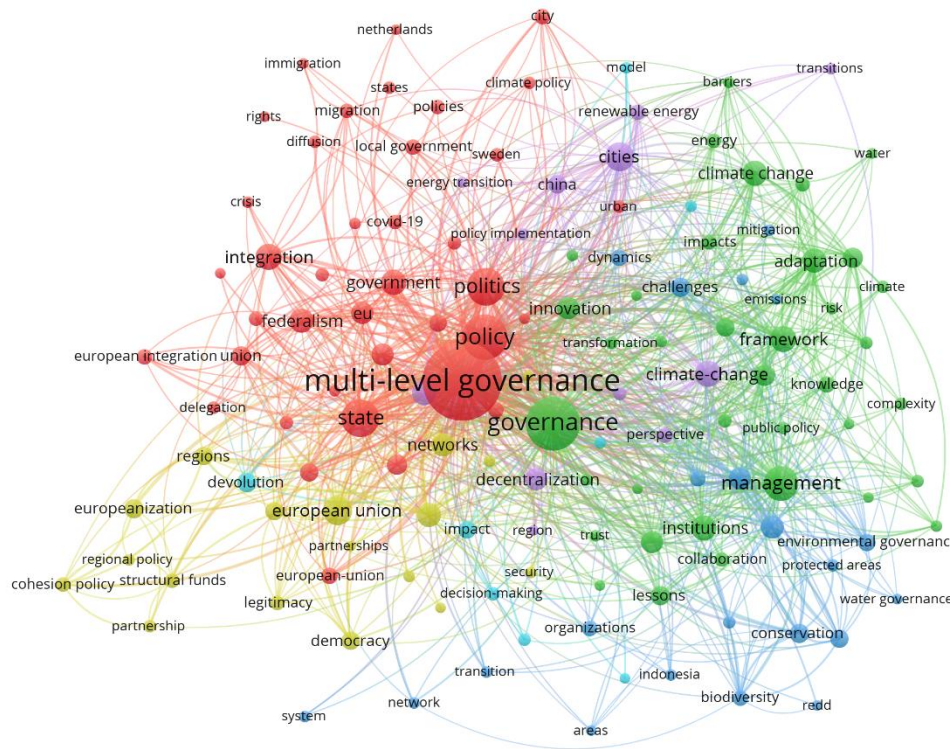 city
netherlands
immigration
model
transitions
states
climate policy
barriers
rights
migration
policies
renewable energy
diffusion
local government
energy
sweden
cities
water
energy transition
china
climate change
crisis
covid-19
urban
policy implementation
mitigation
impacts
integration
dynamics
adaptation
government
politics
challenges
climate
innovation
emissions
risk
federalism
eu
policy
transformation
framework
european integration
union
multi-level governance
climate-change
knowledge
delegation
state
governance
complexity
networks
perspective
public policy
regions
devolution
decentralization
management
europeanization
european union
impact
region
trust
institutions
environmental governanc
regional policy
partnerships
collaboration
protected areas
cohesion policy
structural funds
european-union
security
decision-making
lessons
water governance
legitimacy
partnership
democracy
organizations
conservation
transition
indonesia
biodiversity
redd
network
system
areas